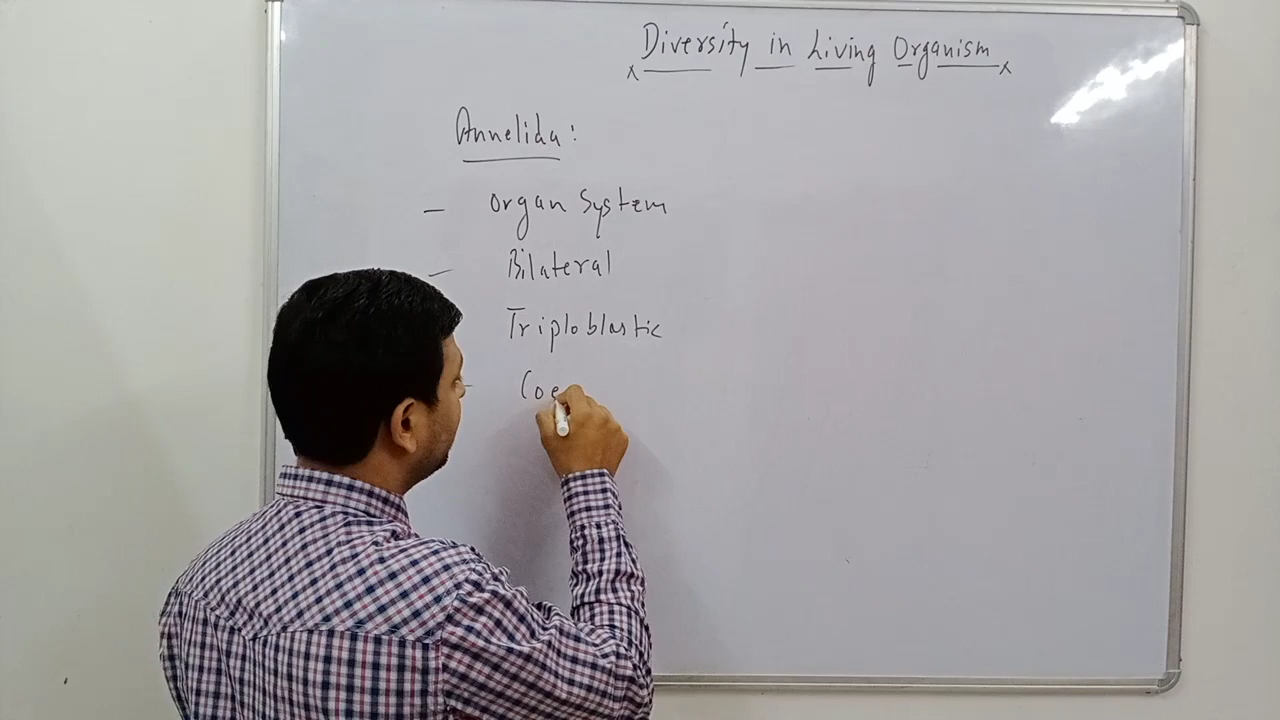 Diversity in Living Organism
Annelida:
- Organ System
- Bilateral
Triploblastic
- Coe